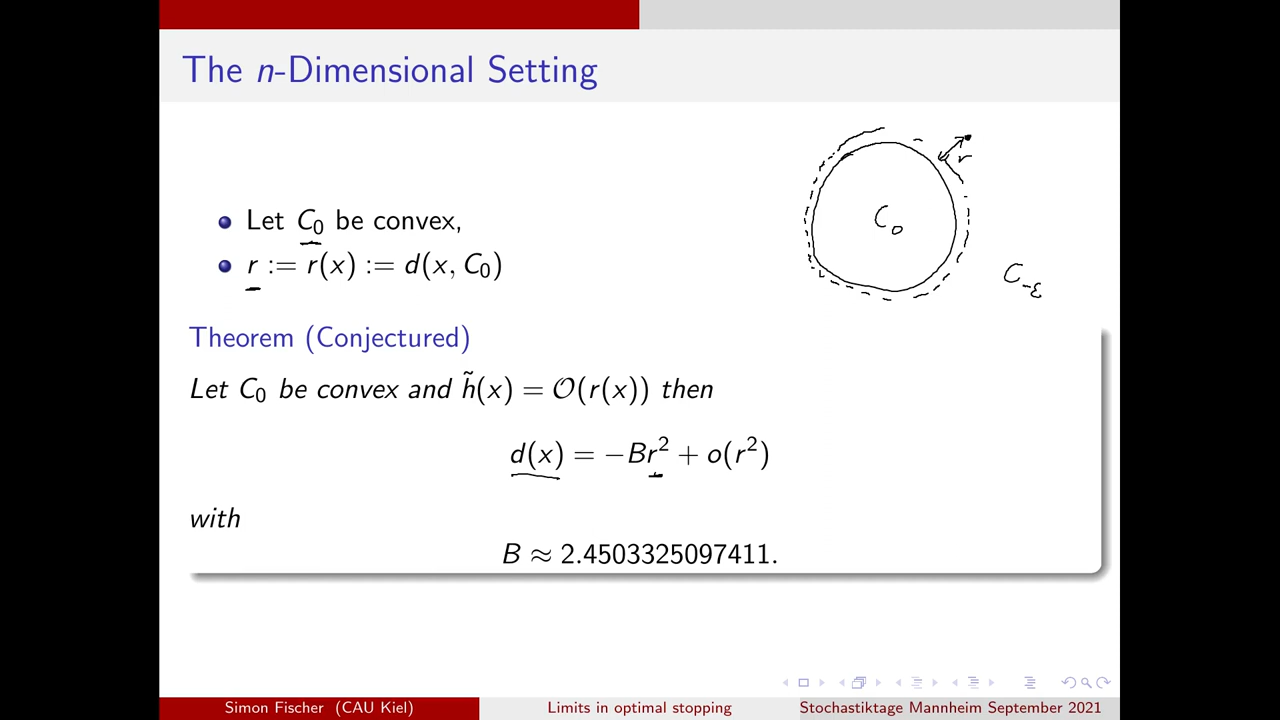 The n-Dimensional Setting
r
C₀
C₋ε
Let C₀ be convex,
r := r(x) := d(x, C₀)
Theorem (Conjectured)
Let C₀ be convex and h̃(x) = 𝒪(r(x)) then
d(x) = −Br² + o(r²)
with
B ≈ 2.4503325097411.
Simon Fischer (CAU Kiel)
Limits in optimal stopping
Stochastiktage Mannheim September 2021